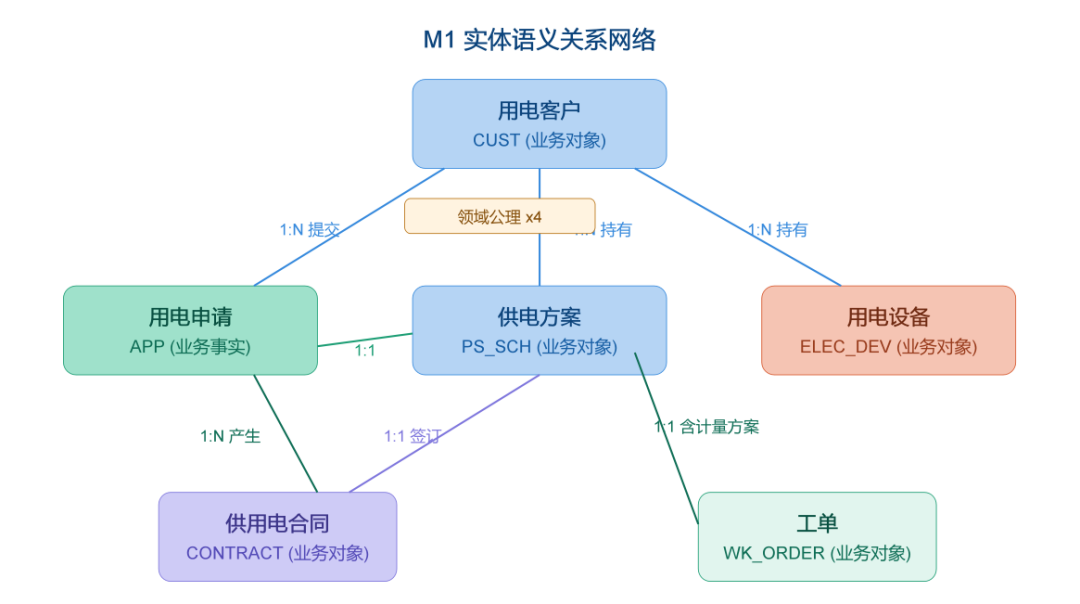 M1 实体语义关系网络
用电客户
CUST (业务对象)
领域公理 x4
1:N 提交
:N 持有
1:N 持有
用电申请
APP (业务事实)
供电方案
PS_SCH (业务对象)
用电设备
ELEC_DEV (业务对象)
1:1
1:N 产生
1:1 签订
1:1 含计量方案
供用电合同
CONTRACT (业务对象)
工单
WK_ORDER (业务对象)